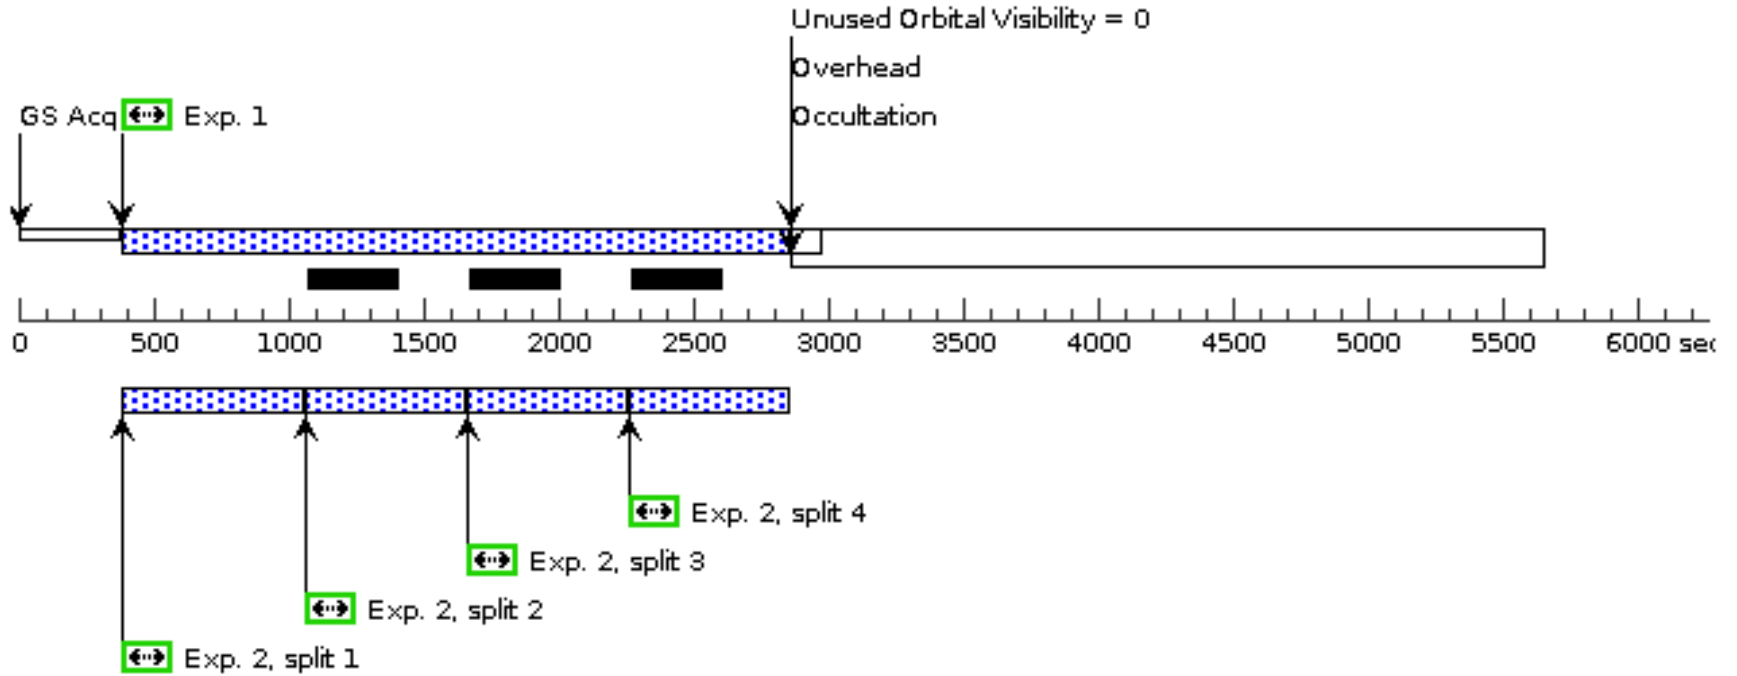 Unused Orbital Visibility = 0
Overhead
GS Acq Exp. 1
Occultation
0 500 1000 1500 2000 2500 3000 3500 4000 4500 5000 5500 6000 sec
Exp. 2, split 4
Exp. 2, split 3
Exp. 2, split 2
Exp. 2, split 1